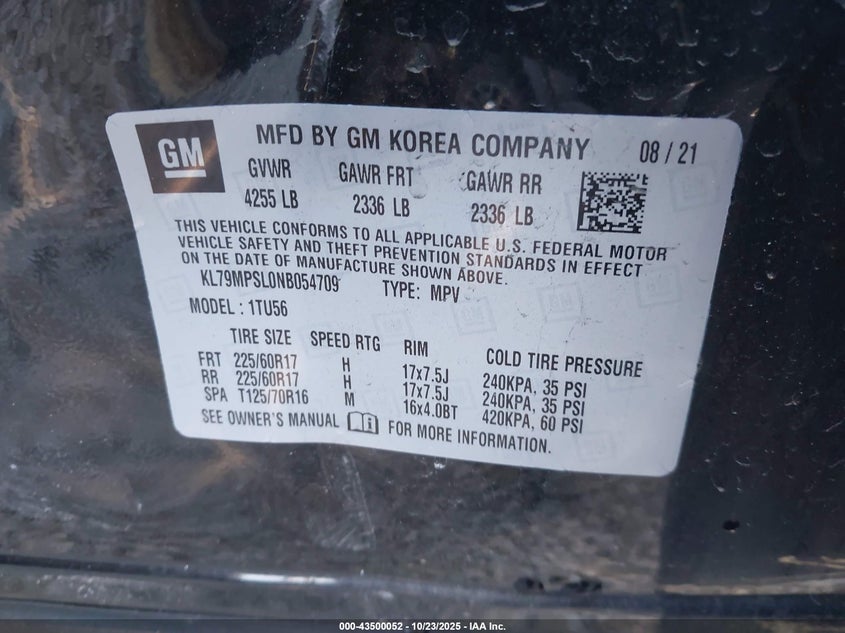 GM
MFD BY GM KOREA COMPANY 08 / 21
GVWR GAWR FRT GAWR RR
4255 LB 2336 LB 2336 LB
THIS VEHICLE CONFORMS TO ALL APPLICABLE U.S. FEDERAL MOTOR
VEHICLE SAFETY AND THEFT PREVENTION STANDARDS IN EFFECT
ON THE DATE OF MANUFACTURE SHOWN ABOVE.
KL79MPSL0NB054709 TYPE: MPV
MODEL : 1TU56
TIRE SIZE SPEED RTG RIM COLD TIRE PRESSURE
FRT 225/60R17 H 17x7.5J 240KPA, 35 PSI
RR 225/60R17 H 17x7.5J 240KPA, 35 PSI
SPA T125/70R16 M 16x4.0BT 420KPA, 60 PSI
SEE OWNER'S MANUAL FOR MORE INFORMATION.
000-43500052 - 10/23/2025 - IAA Inc.